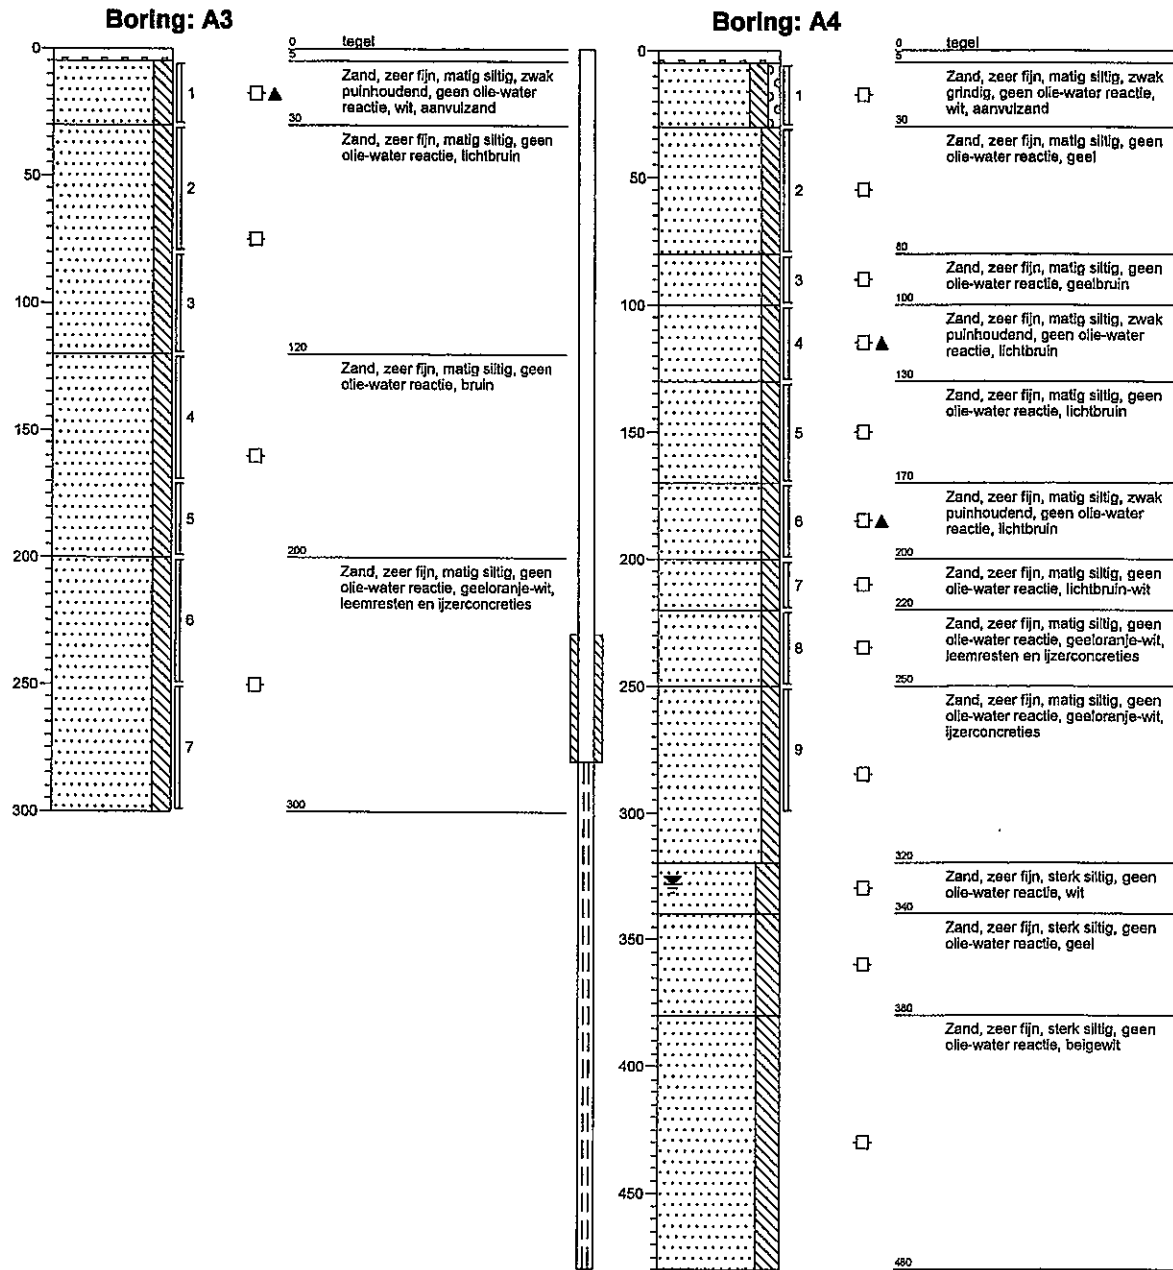 Boring: A3
0
50
100
150
200
250
300
1
2
3
4
5
6
7
0
tegel
5
Zand, zeer fijn, matig siltig, zwak
puinhoudend, geen olie-water
reactie, wit, aanvulzand
30
Zand, zeer fijn, matig siltig, geen
olie-water reactie, lichtbruin
120
Zand, zeer fijn, matig siltig, geen
olie-water reactie, bruin
200
Zand, zeer fijn, matig siltig, geen
olie-water reactie, geeloranje-wit,
leemresten en ijzerconcreties
300
Boring: A4
0
50
100
150
200
250
300
350
400
450
1
2
3
4
5
6
7
8
9
0
tegel
5
Zand, zeer fijn, matig siltig, zwak
grindig, geen olie-water reactie,
wit, aanvulzand
30
Zand, zeer fijn, matig siltig, geen
olie-water reactie, geel
80
Zand, zeer fijn, matig siltig, geen
olie-water reactie, geelbruin
100
Zand, zeer fijn, matig siltig, zwak
puinhoudend, geen olie-water
reactie, lichtbruin
130
Zand, zeer fijn, matig siltig, geen
olie-water reactie, lichtbruin
170
Zand, zeer fijn, matig siltig, zwak
puinhoudend, geen olie-water
reactie, lichtbruin
200
Zand, zeer fijn, matig siltig, geen
olie-water reactie, lichtbruin-wit
220
Zand, zeer fijn, matig siltig, geen
olie-water reactie, geeloranje-wit,
leemresten en ijzerconcreties
250
Zand, zeer fijn, matig siltig, geen
olie-water reactie, geeloranje-wit,
ijzerconcreties
320
Zand, zeer fijn, sterk siltig, geen
olie-water reactie, wit
340
Zand, zeer fijn, sterk siltig, geen
olie-water reactie, geel
380
Zand, zeer fijn, sterk siltig, geen
olie-water reactie, beigewit
480